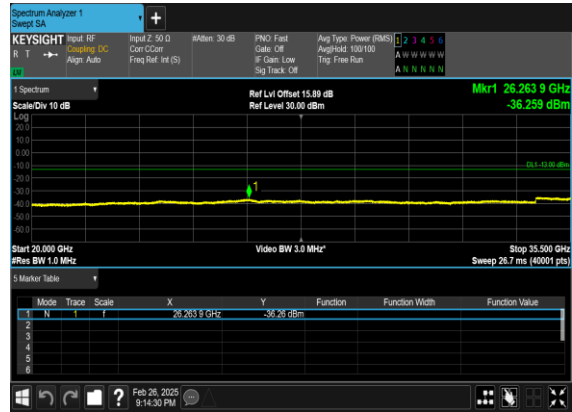 Spectrum Analyzer 1
Swept SA
+
KEYSIGHT Input: RF Input Z: 50 Ω #Atten: 30 dB PNO: Fast Avg Type: Power (RMS) 1 2 3 4 5 6
R T Coupling: DC Corr CCorr Gate: Off Avg|Hold: 100/100 A W W W W W
Align: Auto Freq Ref: Int (S) IF Gain: Low Trig: Free Run
Sig Track: Off A N N N N N
1 Spectrum Ref Lvl Offset 15.89 dB Mkr1 26.263 9 GHz
Scale/Div 10 dB Ref Level 30.00 dBm -36.259 dBm
Log
20.0
10.0
0.00
-10.0
DL1 -13.00 dBm
-20.0
-30.0
1
-40.0
-50.0
-60.0
Start 20.000 GHz Video BW 3.0 MHz* Stop 35.500 GHz
#Res BW 1.0 MHz Sweep 26.7 ms (40001 pts)
5 Marker Table
Mode Trace Scale X Y Function Function Width Function Value
1 N 1 f 26.263 9 GHz -36.26 dBm
2
3
4
5
6
? Feb 26, 2025
9:14:30 PM